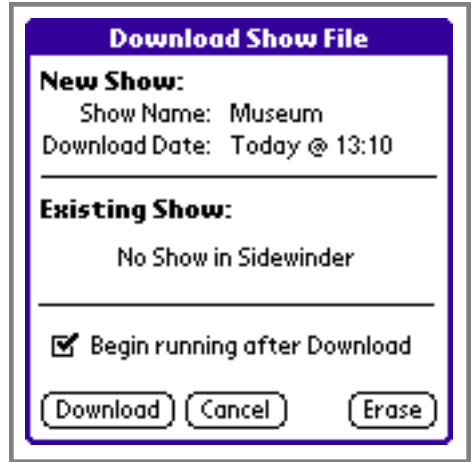 Download Show File
New Show:
Show Name: Museum
Download Date: Today @ 13:10
Existing Show:
No Show in Sidewinder
Begin running after Download
Download Cancel Erase